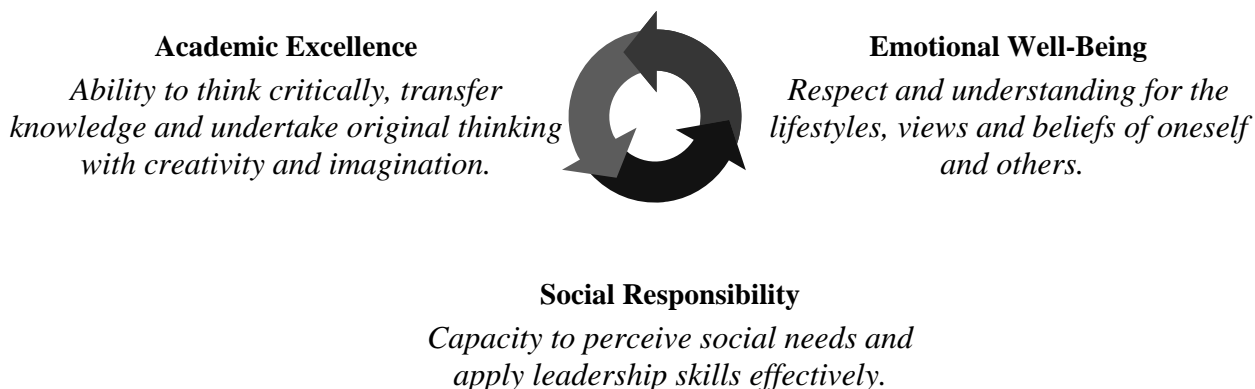 Academic Excellence
Ability to think critically, transfer
knowledge and undertake original thinking
with creativity and imagination.
Emotional Well-Being
Respect and understanding for the
lifestyles, views and beliefs of oneself
and others.
Social Responsibility
Capacity to perceive social needs and
apply leadership skills effectively.